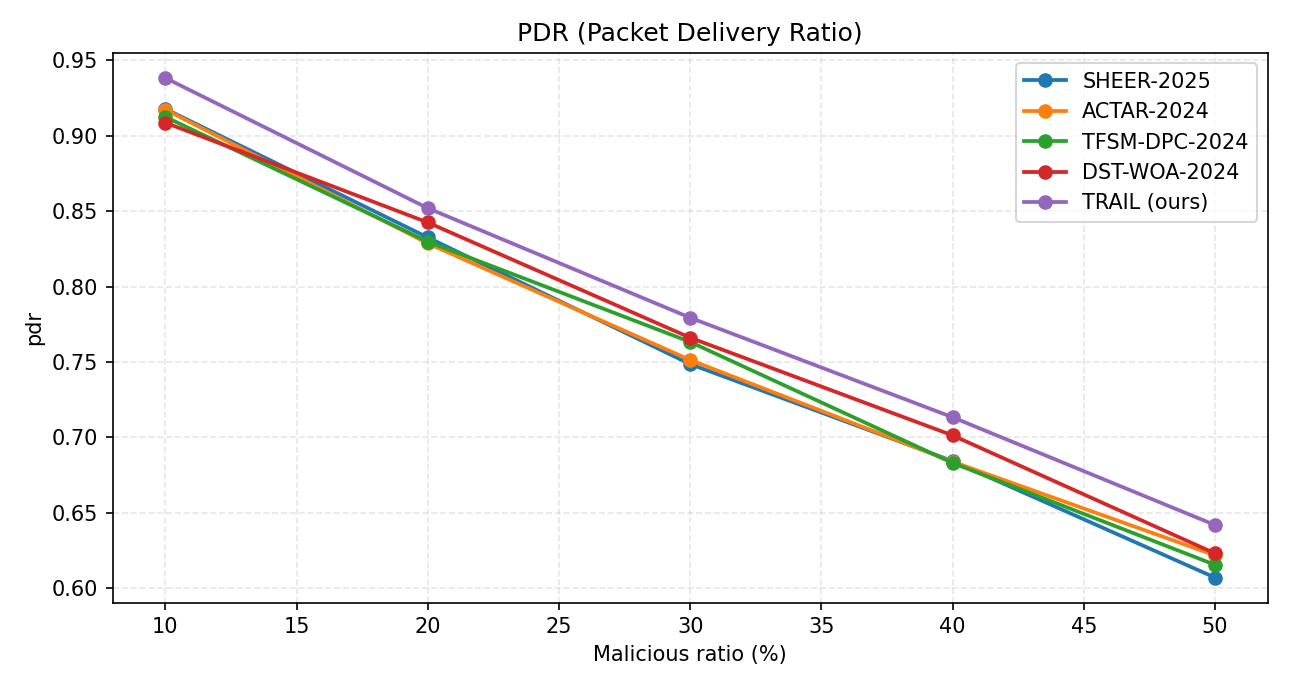 PDR (Packet Delivery Ratio)
0.95
0.90
0.85
0.80
0.75
0.70
0.65
0.60
pdr
10
15
20
25
30
35
40
45
50
Malicious ratio (%)
SHEER-2025
ACTAR-2024
TFSM-DPC-2024
DST-WOA-2024
TRAIL (ours)